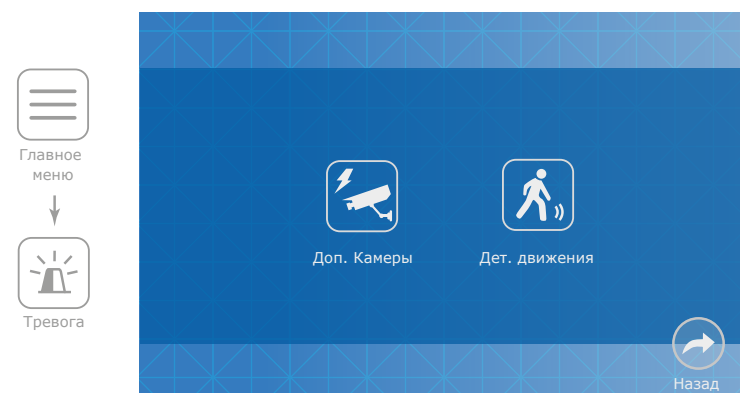 Главное
меню
Тревога
Доп. Камеры
Дет. движения
Назад